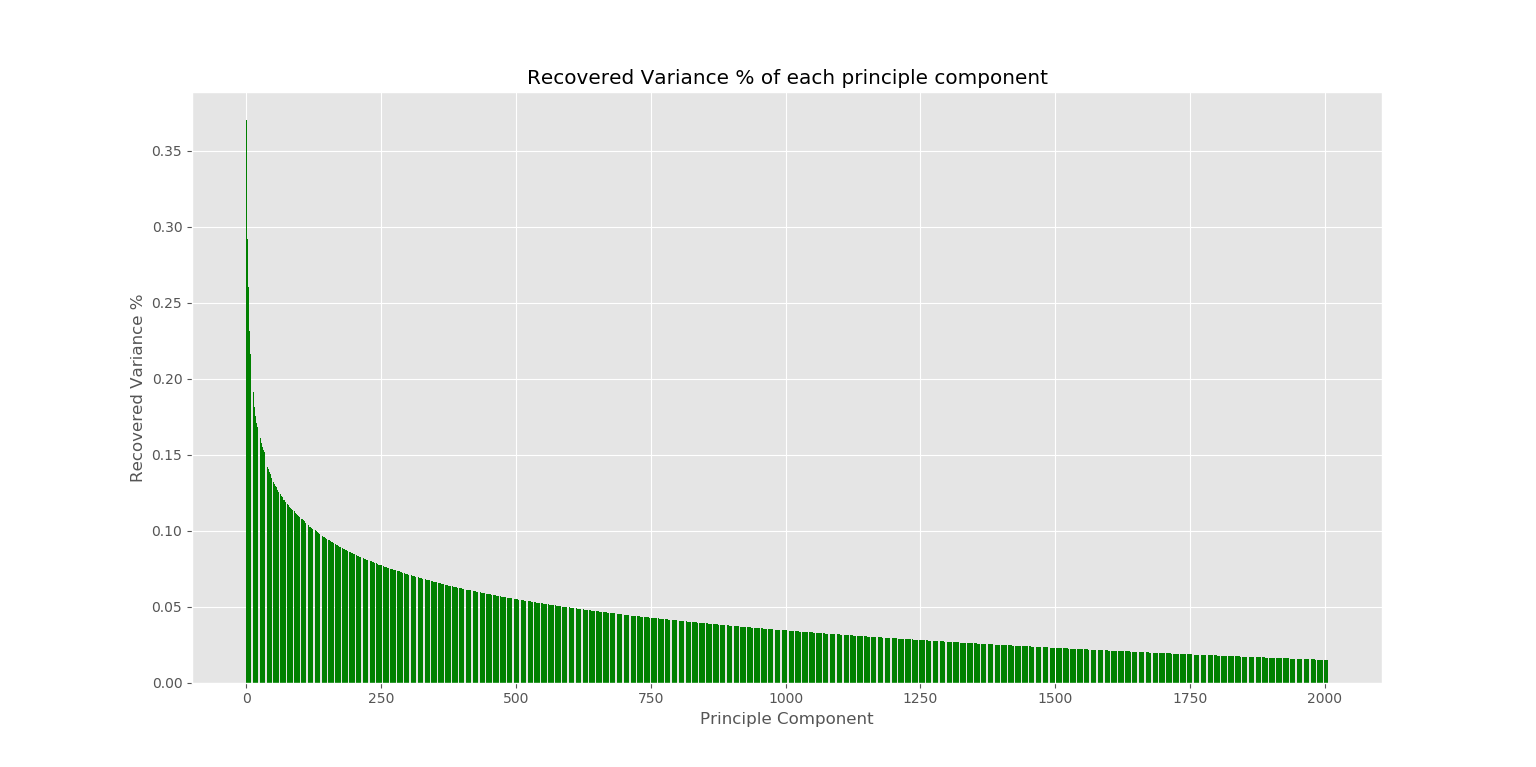 Recovered Variance % of each principle component
Recovered Variance %
0.35
0.30
0.25
0.20
0.15
0.10
0.05
0.00
0 250 500 750 1000 1250 1500 1750 2000
Principle Component